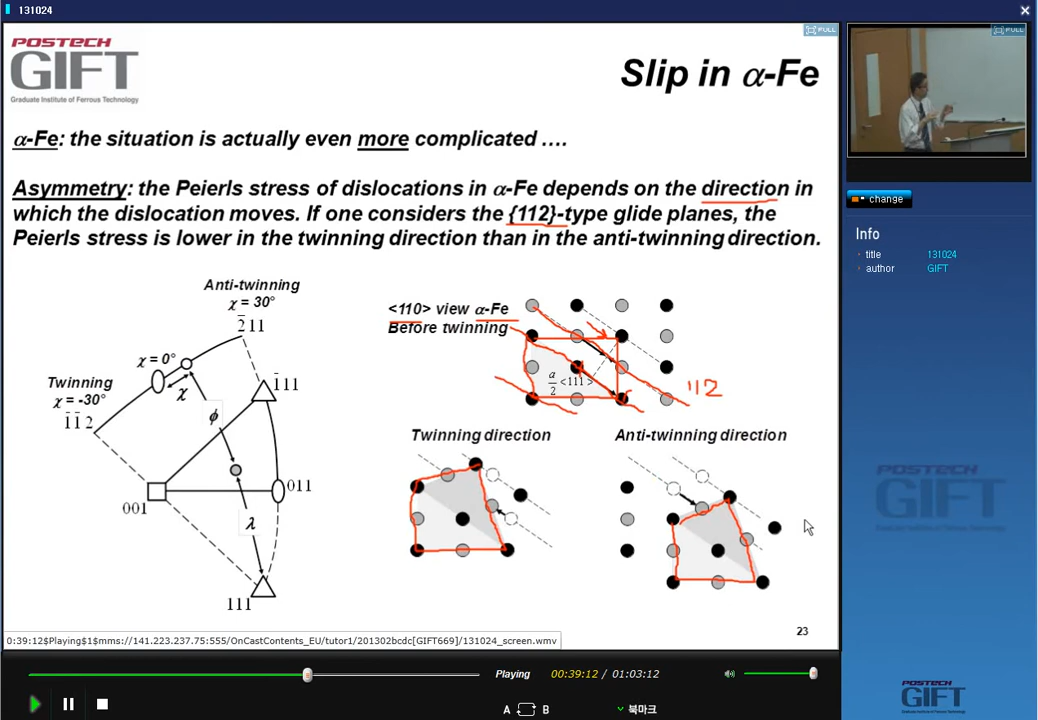 131024
FULL
POSTECH
GIFT
Graduate Institute of Ferrous Technology
Slip in α-Fe
α-Fe: the situation is actually even more complicated ....
Asymmetry: the Peierls stress of dislocations in α-Fe depends on the direction in
which the dislocation moves. If one considers the {112}-type glide planes, the
Peierls stress is lower in the twinning direction than in the anti-twinning direction.
Anti-twinning
χ = 30°
2̅11
χ = 0°
Twinning
χ = -30°
1̅1̅2
χ
ϕ
1̅11
001
011
λ
111
<110> view α-Fe
Before twinning
a/2 <111>
112
Twinning direction
Anti-twinning direction
23
0:39:12$Playing$1$mms://141.223.237.75:555/OnCastContents_EU/tutor1/201302bcdc[GIFT669]/131024_screen.wmv
Playing
00:39:12 / 01:03:12
A B
북마크
FULL
change
Info
title 131024
author GIFT
POSTECH
GIFT
POSTECH
GIFT